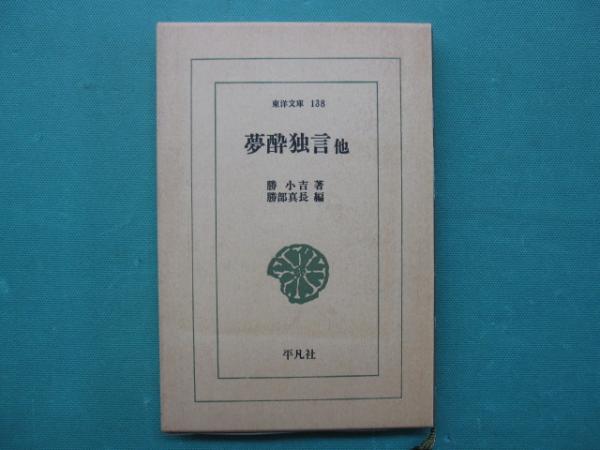 東洋文庫 138
夢酔独言他
勝 小吉 著
勝部真長 編
平凡社